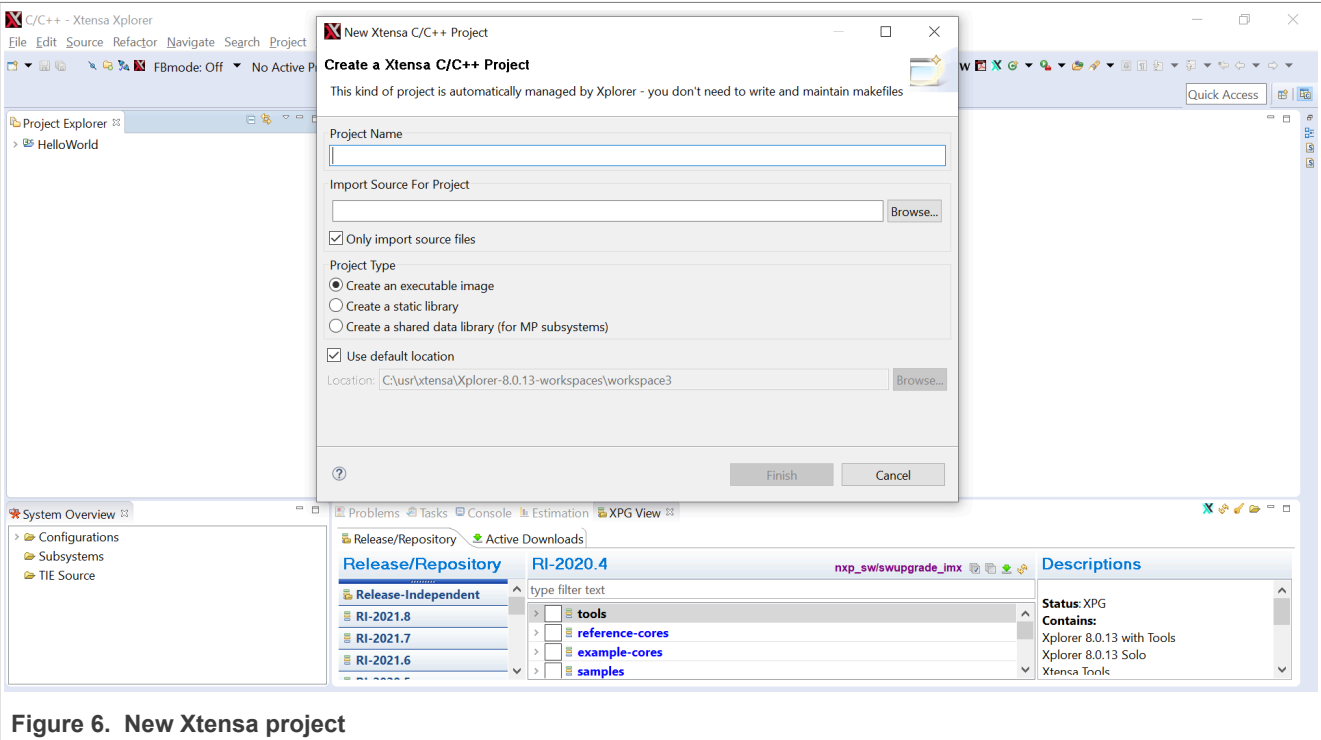 C/C++ - Xtensa Xplorer
File Edit Source Refactor Navigate Search Project
FBmode: Off No Active P
Quick Access
Project Explorer
HelloWorld
New Xtensa C/C++ Project
Create a Xtensa C/C++ Project
This kind of project is automatically managed by Xplorer - you don't need to write and maintain makefiles
Project Name
Import Source For Project
Browse...
Only import source files
Project Type
Create an executable image
Create a static library
Create a shared data library (for MP subsystems)
Use default location
Location: C:\usr\xtensa\Xplorer-8.0.13-workspaces\workspace3 Browse...
Finish Cancel
System Overview
Configurations
Subsystems
TIE Source
Problems Tasks Console Estimation XPG View
Release/Repository Active Downloads
Release/Repository
Release-Independent
RI-2021.8
RI-2021.7
RI-2021.6
RI-2020.4 nxp_sw/swupgrade_imx
type filter text
tools
reference-cores
example-cores
samples
Descriptions
Status: XPG
Contains:
Xplorer 8.0.13 with Tools
Xplorer 8.0.13 Solo
Xtensa Tools
Figure 6. New Xtensa project